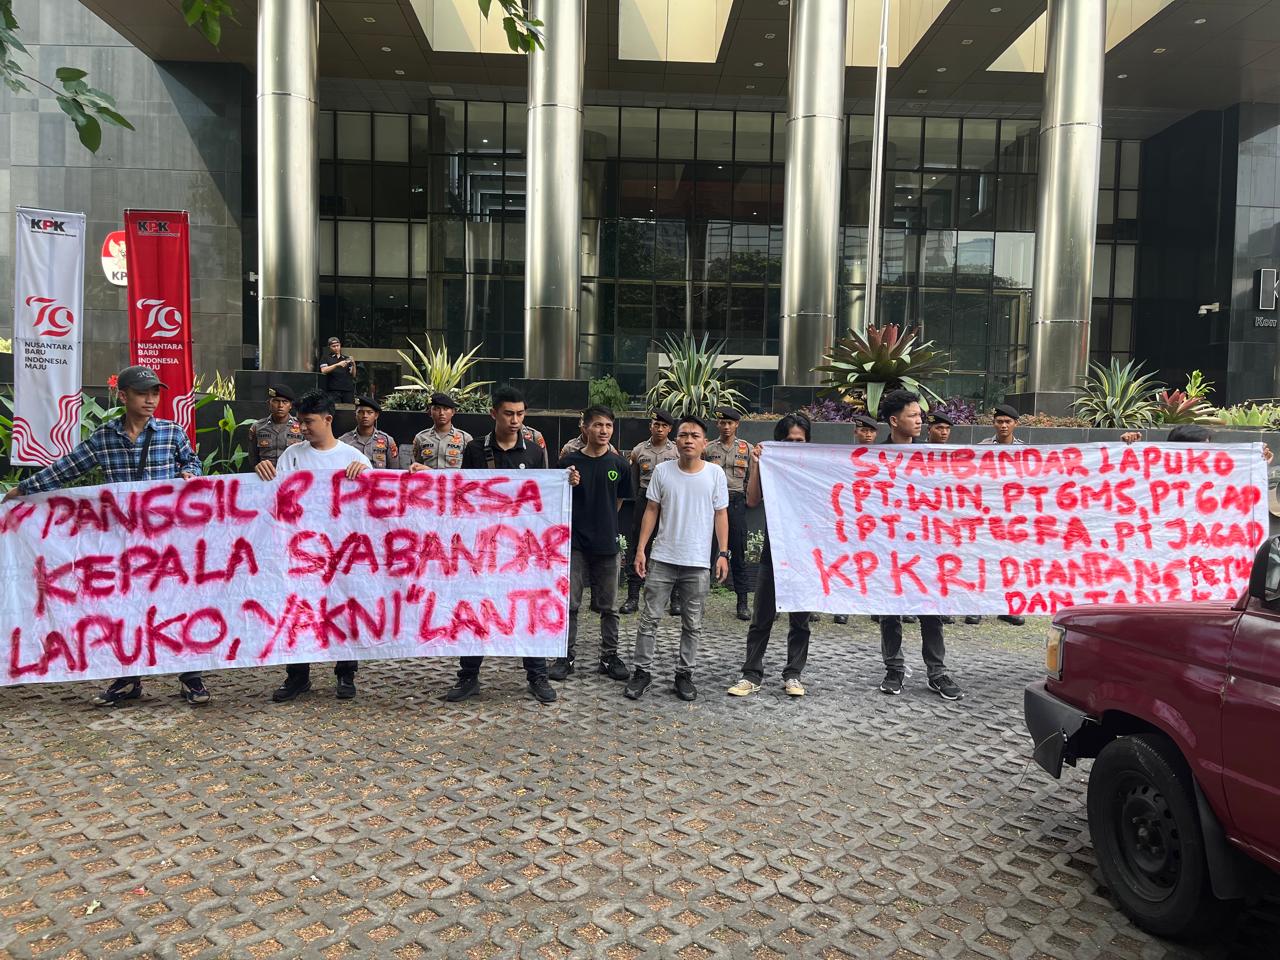 KPK
79
NUSANTARA
BARU
INDONESIA
MAJU
KPK
79
NUSANTARA
BARU
INDONESIA
MAJU
"PANGGIL & PERIKSA
KEPALA SYABANDAR
LAPUKO, YAKNI "LANTO"
SYAHBANDAR LAPUKO
(PT.WIN, PT GMS, PT GAP
(PT.INTEGRA, PT JAGAD
KPK RI DITANTANG
DAN TANGKA